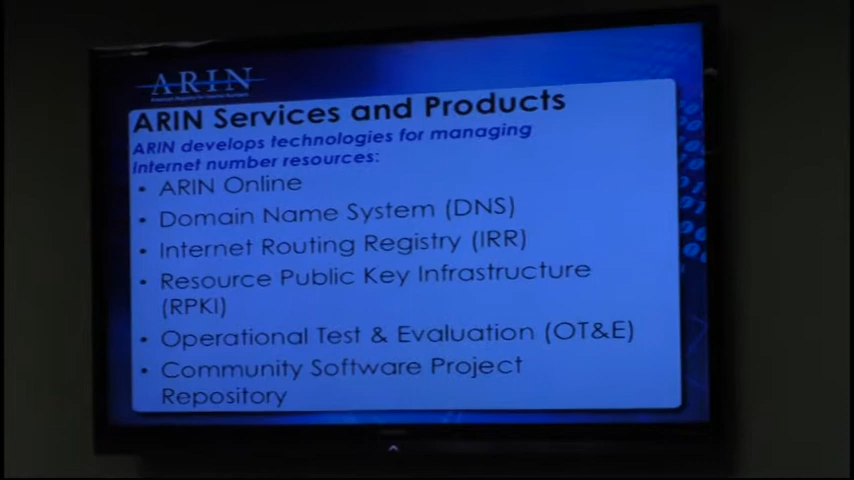 ARIN
ARIN Services and Products
ARIN develops technologies for managing
Internet number resources:
• ARIN Online
• Domain Name System (DNS)
• Internet Routing Registry (IRR)
• Resource Public Key Infrastructure
(RPKI)
• Operational Test & Evaluation (OT&E)
• Community Software Project
Repository